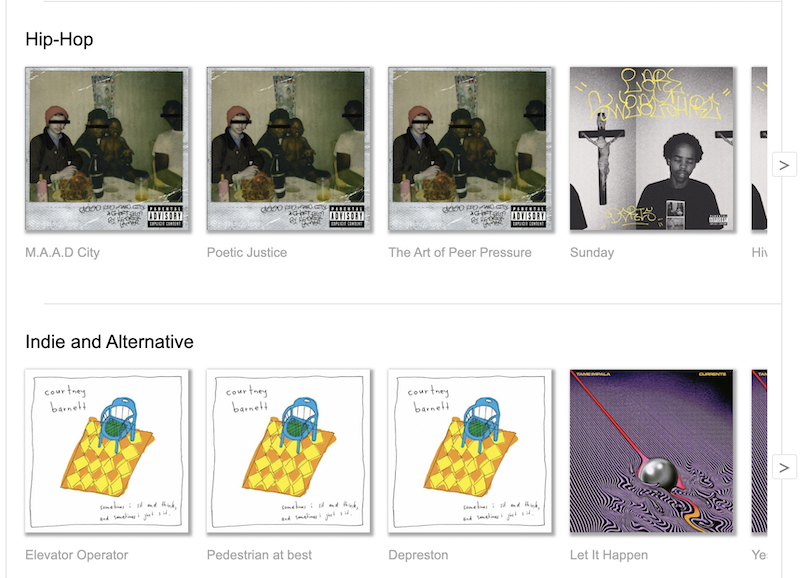 Hip-Hop
PARENTAL
ADVISORY
EXPLICIT CONTENT
PARENTAL
ADVISORY
EXPLICIT CONTENT
PARENTAL
ADVISORY
EXPLICIT CONTENT
M.A.A.D City
Poetic Justice
The Art of Peer Pressure
Sunday
Hiv
>
Indie and Alternative
courtney
barnett
sometimes i sit and think,
and sometimes i just sit.
courtney
barnett
sometimes i sit and think,
and sometimes i just sit.
courtney
barnett
sometimes i sit and think,
and sometimes i just sit.
TAME IMPALA
CURRENTS
TAM
>
Elevator Operator
Pedestrian at best
Depreston
Let It Happen
Yes